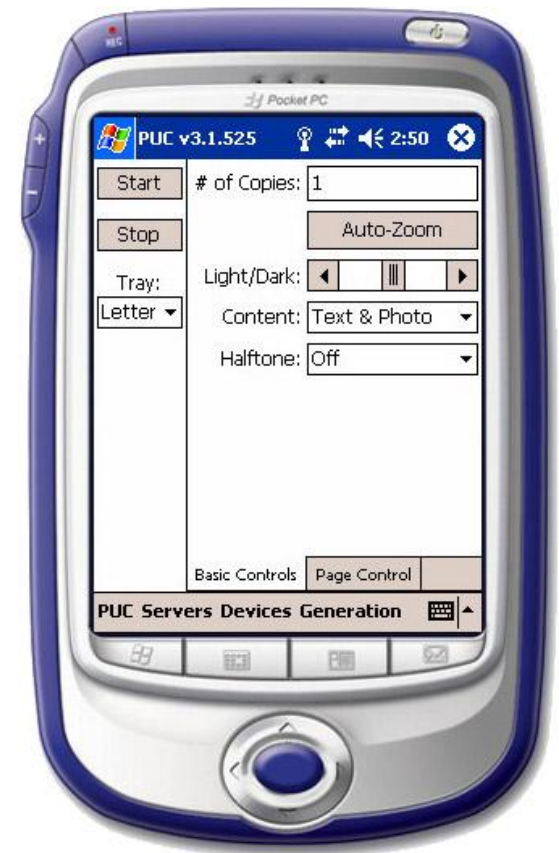 REC
Pocket PC
PUC v3.1.525 2:50
Start
# of Copies: 1
Auto-Zoom
Stop
Tray:
Light/Dark:
Letter
Content: Text & Photo
Halftone: Off
Basic Controls Page Control
PUC Servers Devices Generation